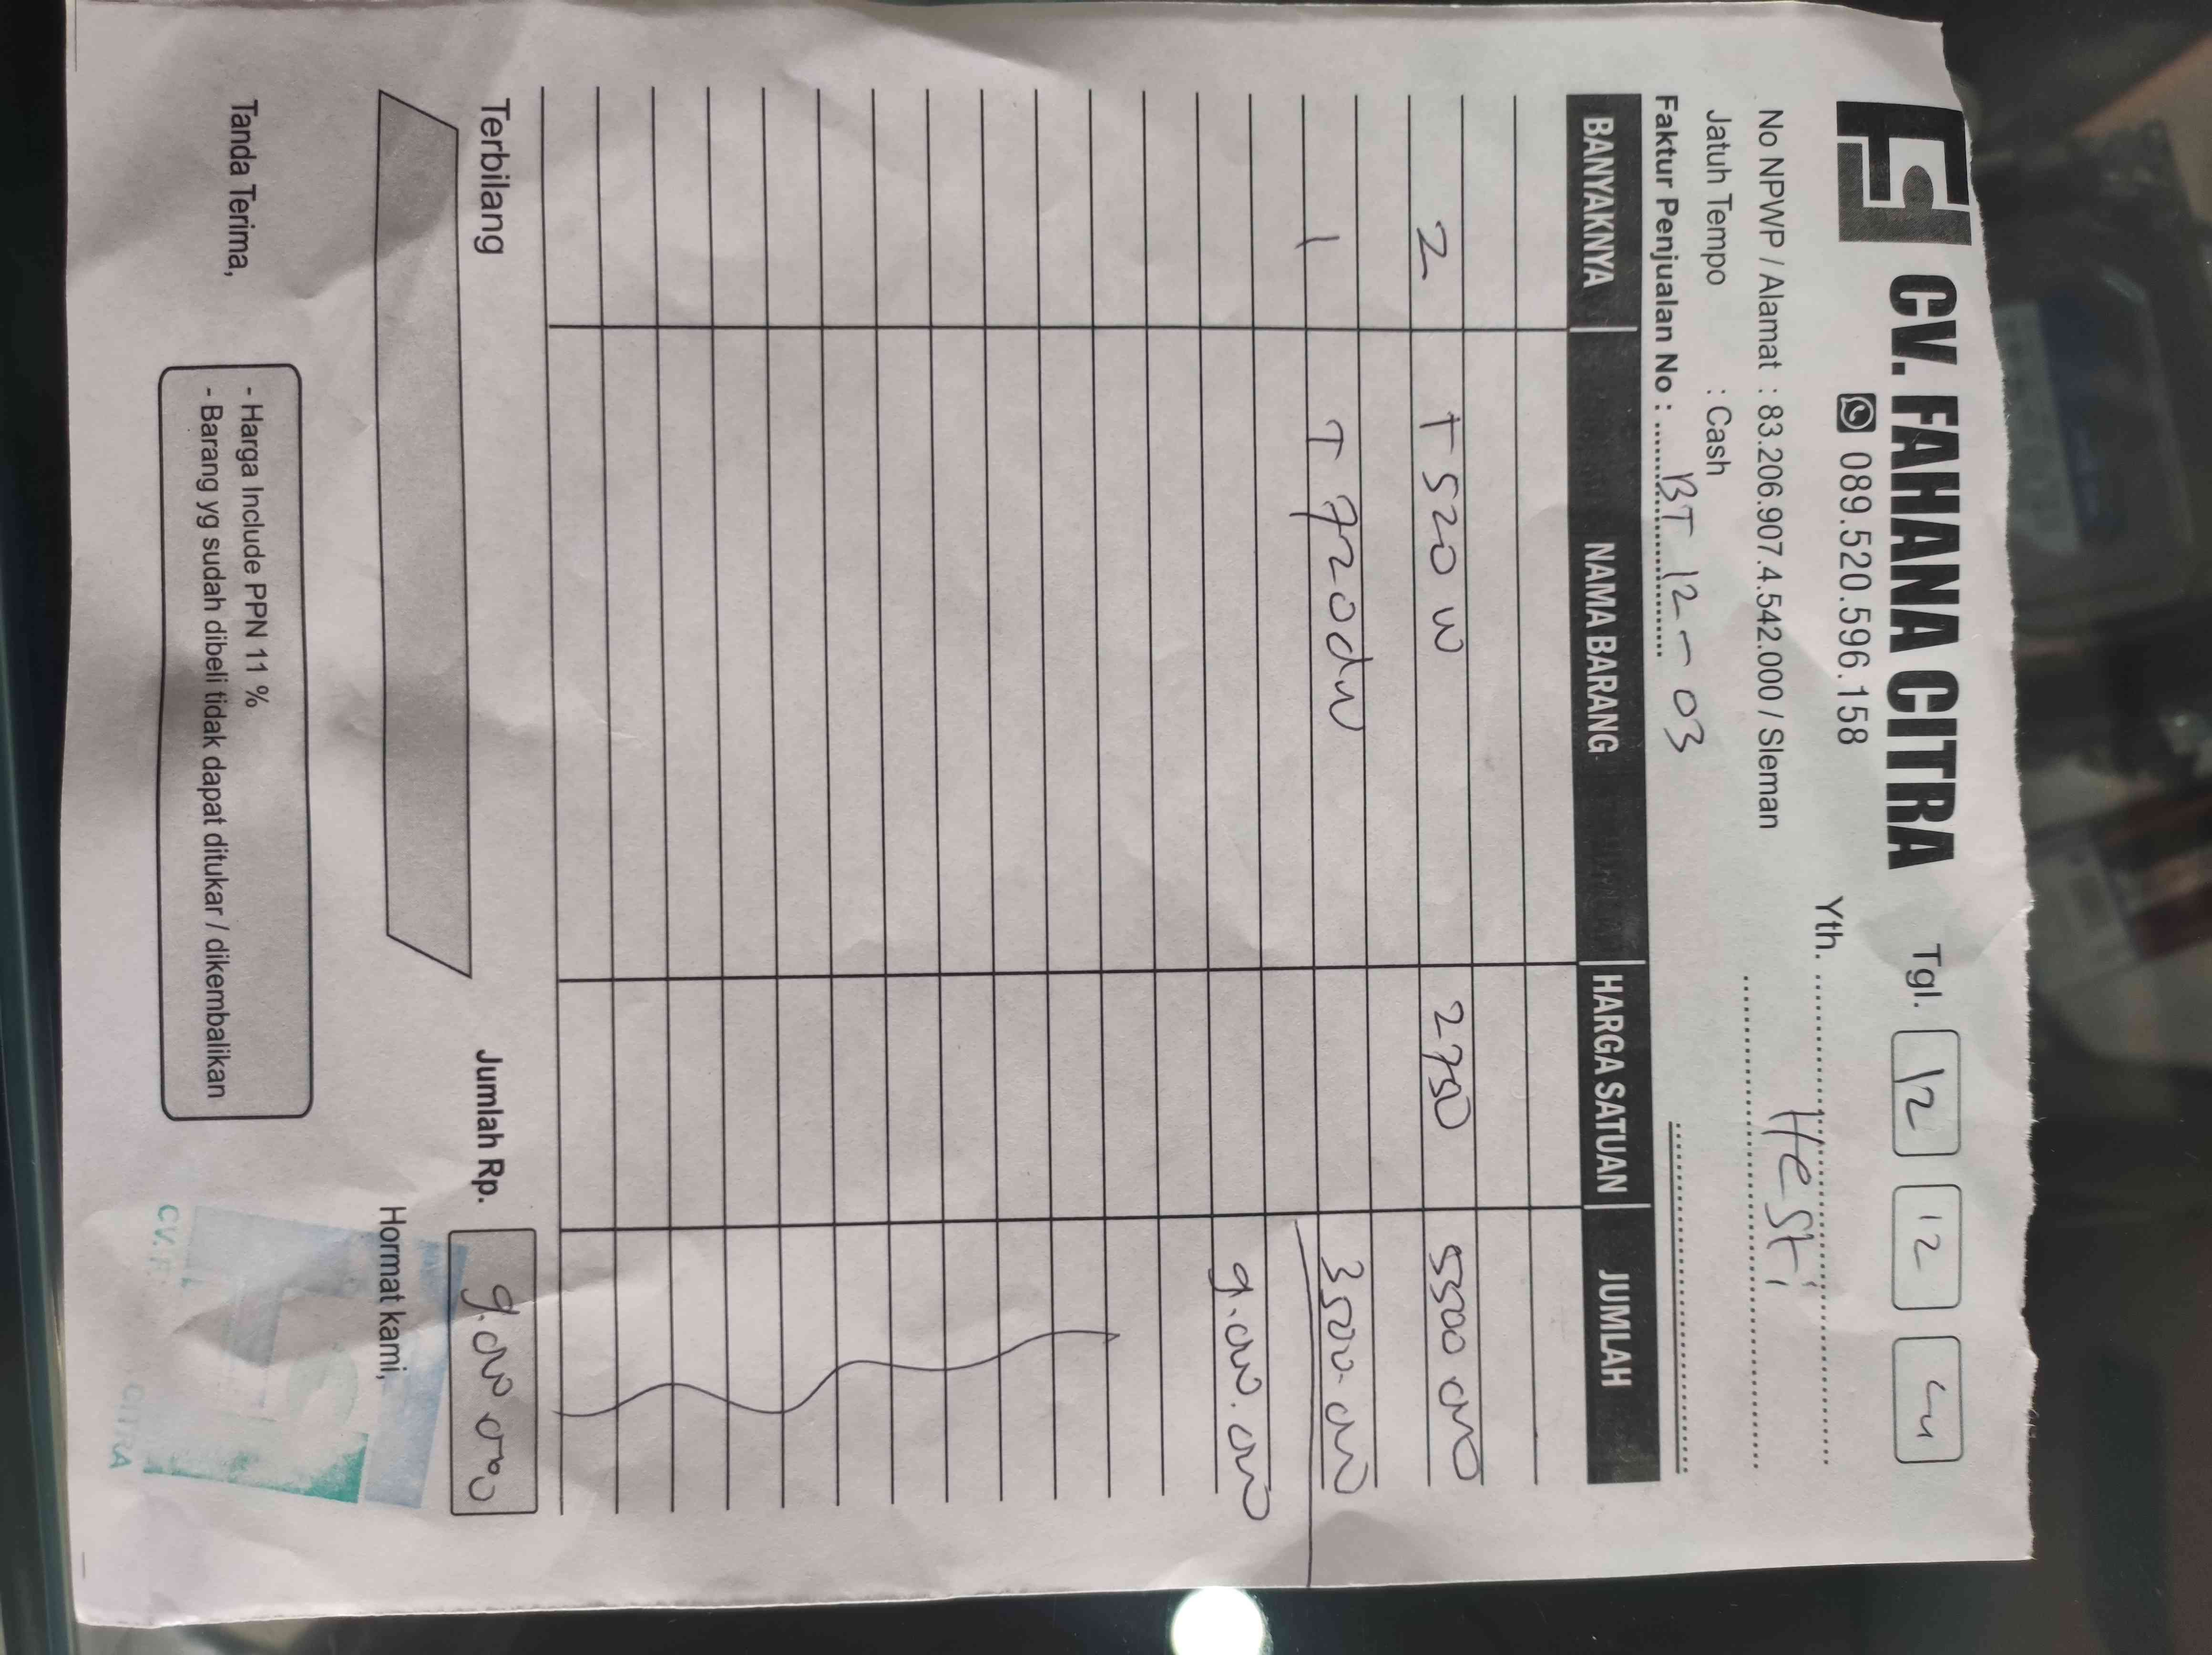 CV. FAHANA CITRA
089.520.596.158
Tgl. 12 12 24
Yth. Hesti
No NPWP / Alamat : 83.206.907.4.542.000 / Sleman
Jatuh Tempo : Cash
Faktur Penjualan No : BT 12 - 03
BANYAKNYA NAMA BARANG HARGA SATUAN JUMLAH
2 T 520 W 2750 5500 000
1 T 720dw 3500.000
9.000.000
Terbilang Jumlah Rp. 9.000.000
Tanda Terima, Hormat kami,
- Harga Include PPN 11 %
- Barang yg sudah dibeli tidak dapat ditukar / dikembalikan
CV. F CITRA